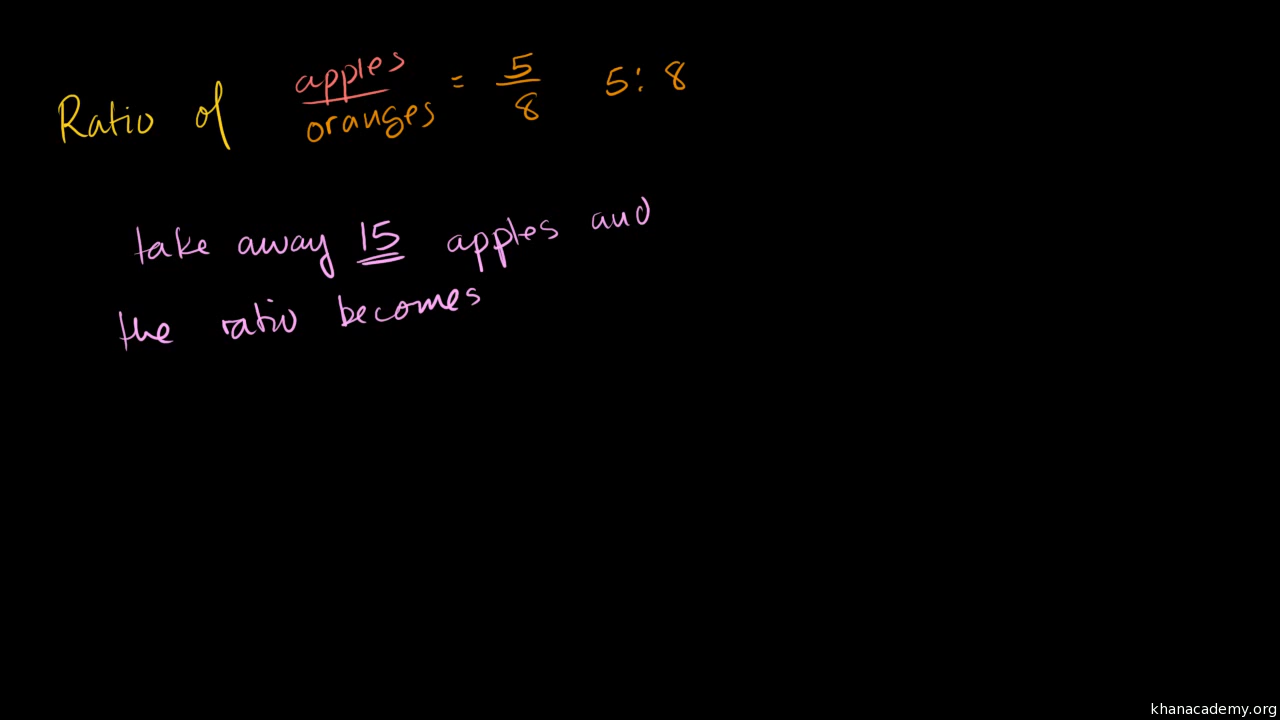 Ratio of apples/oranges = 5/8 5:8
take away 15 apples and
the ratio becomes
khanacademy.org